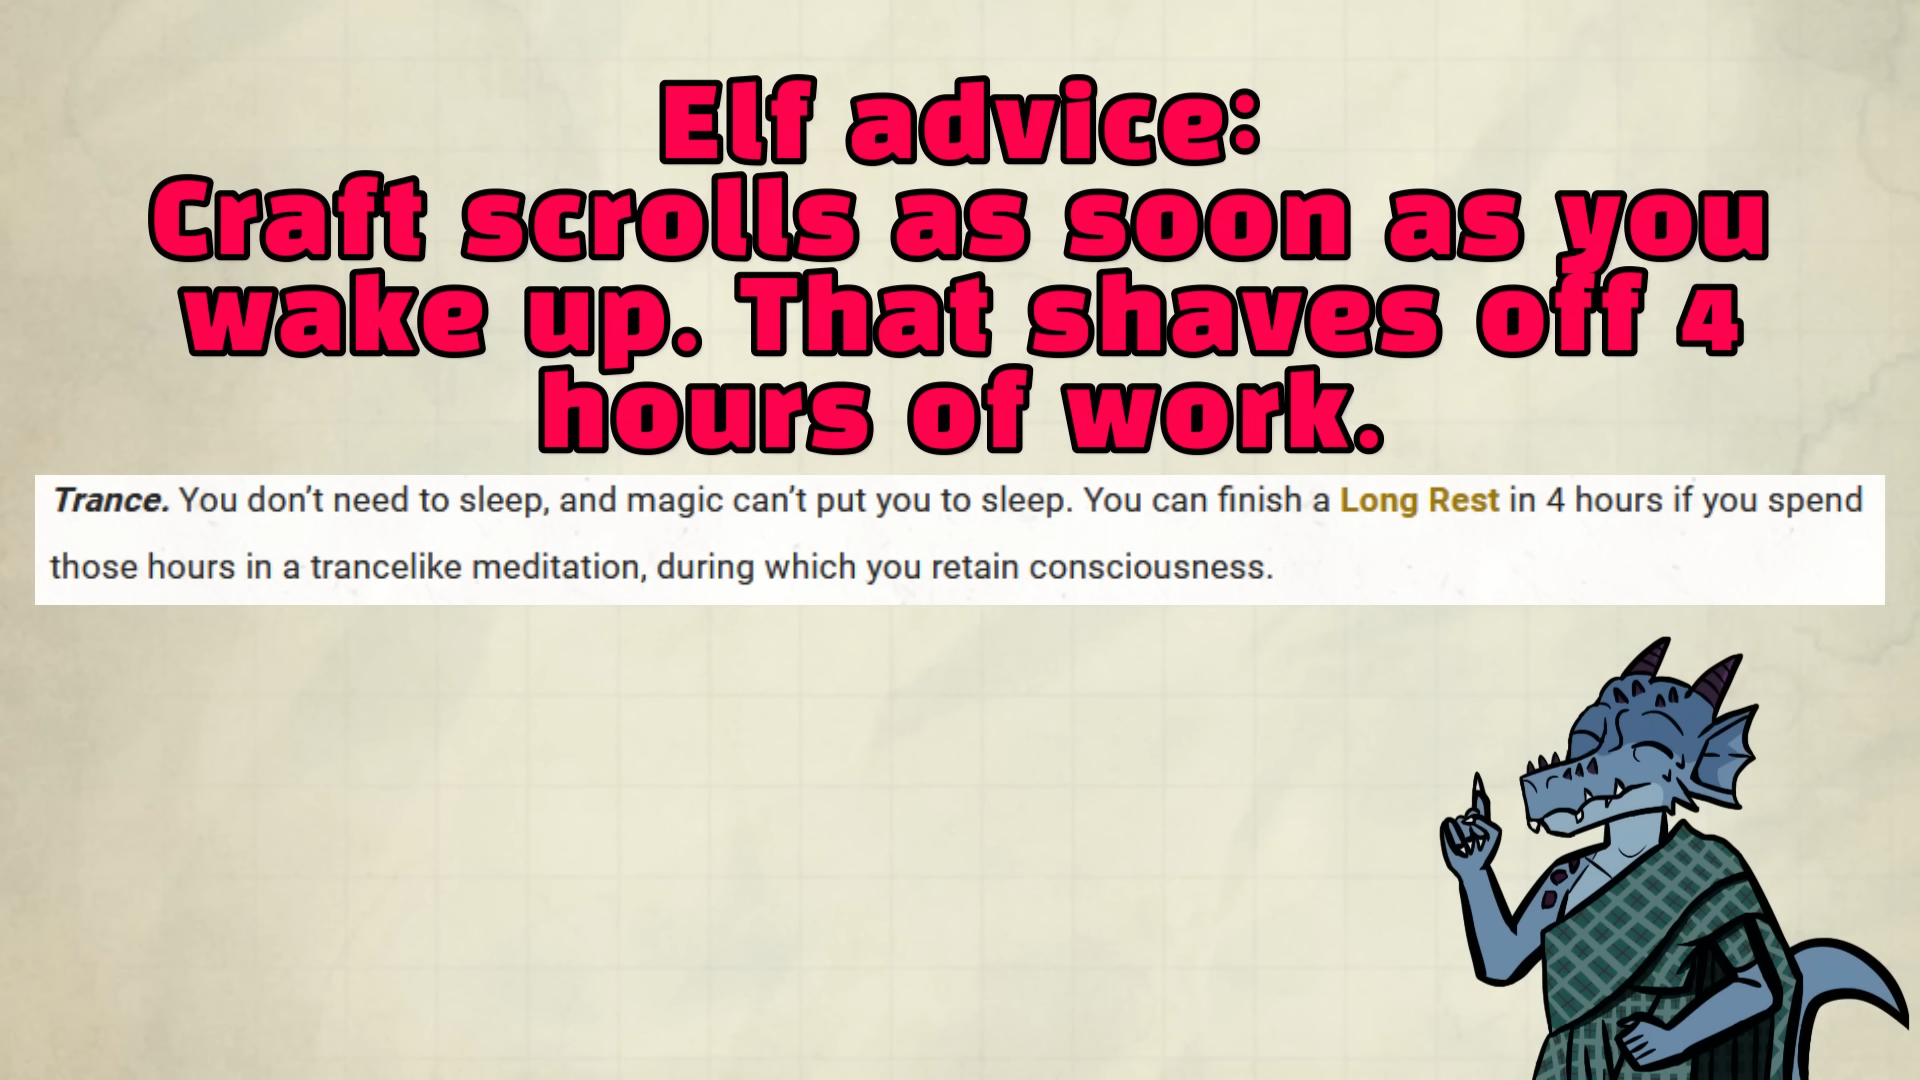 Elf advice:
Craft scrolls as soon as you
wake up. That shaves off 4
hours of work.
Trance. You don't need to sleep, and magic can't put you to sleep. You can finish a Long Rest in 4 hours if you spend
those hours in a trancelike meditation, during which you retain consciousness.